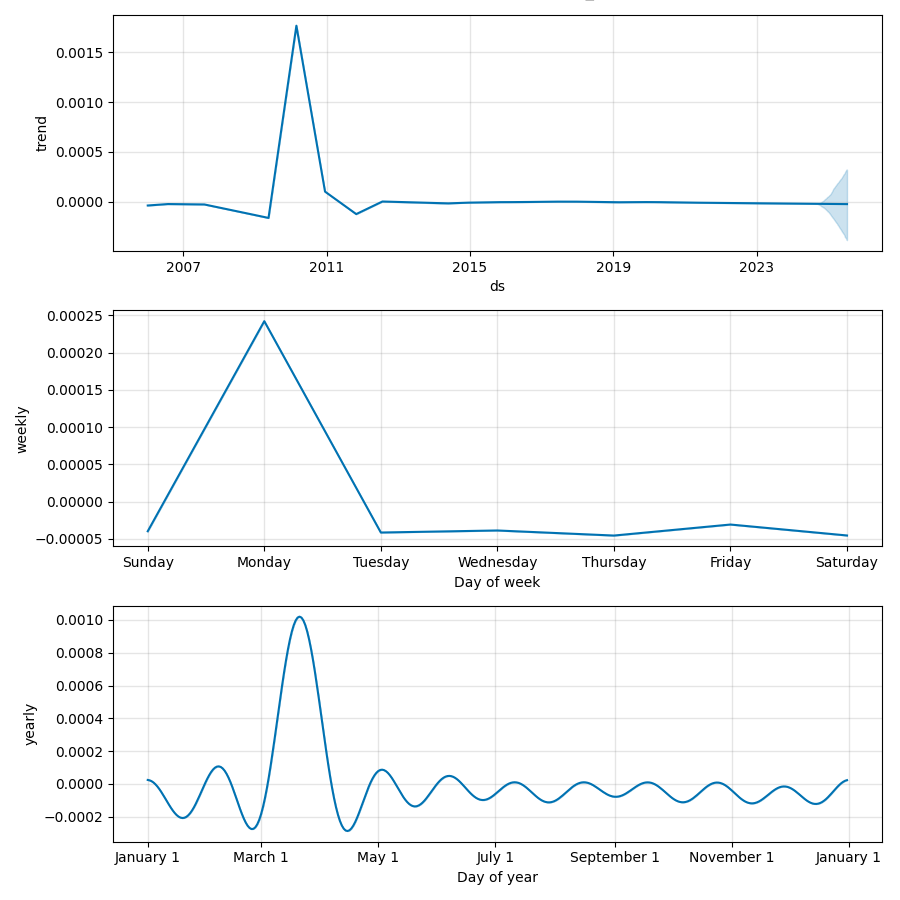 0.0015
0.0010
0.0005
0.0000
trend
2007 2011 2015 2019 2023
ds
0.00025
0.00020
0.00015
0.00010
0.00005
0.00000
−0.00005
weekly
Sunday Monday Tuesday Wednesday Thursday Friday Saturday
Day of week
0.0010
0.0008
0.0006
0.0004
0.0002
0.0000
−0.0002
yearly
January 1 March 1 May 1 July 1 September 1 November 1 January 1
Day of year